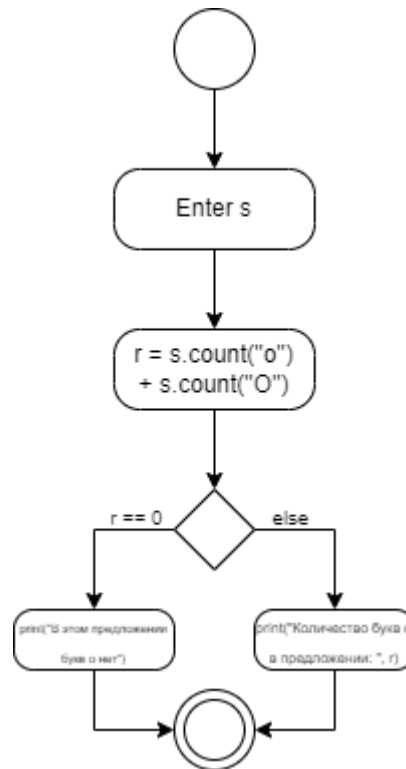 Enter s
r = s.count("o")
+ s.count("O")
r == 0
else
print("В этом предложении
букв о нет")
print("Количество букв о
в предложении: ", r)